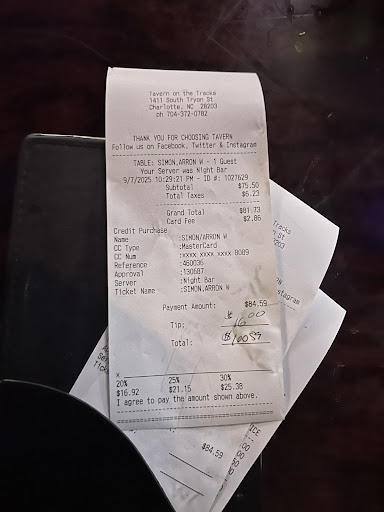 Tavern on the Tracks
1411 South Tryon St
Charlotte, NC 28203
ph 704-372-0782
THANK YOU FOR CHOOSING TAVERN
Follow us on Facebook, Twitter & Instagram
TABLE: SIMON,ARRON W - 1 Guest
Your Server was Night Bar
9/7/2025 10:29:21 PM - ID #: 1027629
Subtotal $75.50
Total Taxes $6.23
Grand Total $81.73
Card Fee $2.86
Credit Purchase
Name :SIMON/ARRON W
CC Type :MasterCard
CC Num :xxxx xxxx xxxx 8089
Reference :460036
Approval :130687
Server :Night Bar
Ticket Name :SIMON,ARRON W
Payment Amount: $84.59
Tip: 16.00
Total: $100.59
x
20% 25% 30%
$16.92 $21.15 $25.38
I agree to pay the amount shown above.
Tracks
St
203
stagram
$84.59